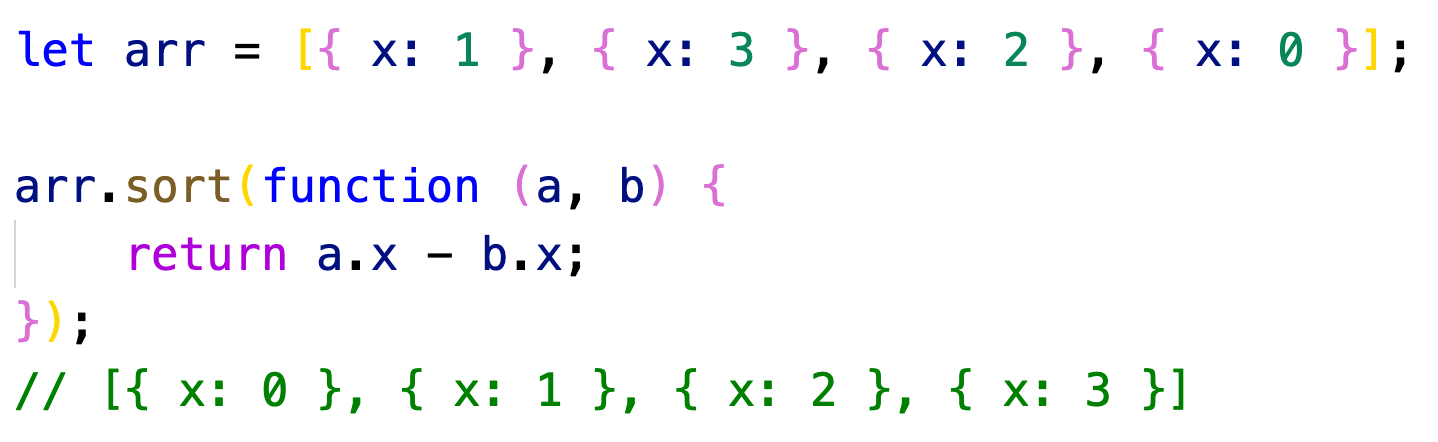 let arr = [{ x: 1 }, { x: 3 }, { x: 2 }, { x: 0 }];
arr.sort(function (a, b) {
    return a.x - b.x;
});
// [{ x: 0 }, { x: 1 }, { x: 2 }, { x: 3 }]